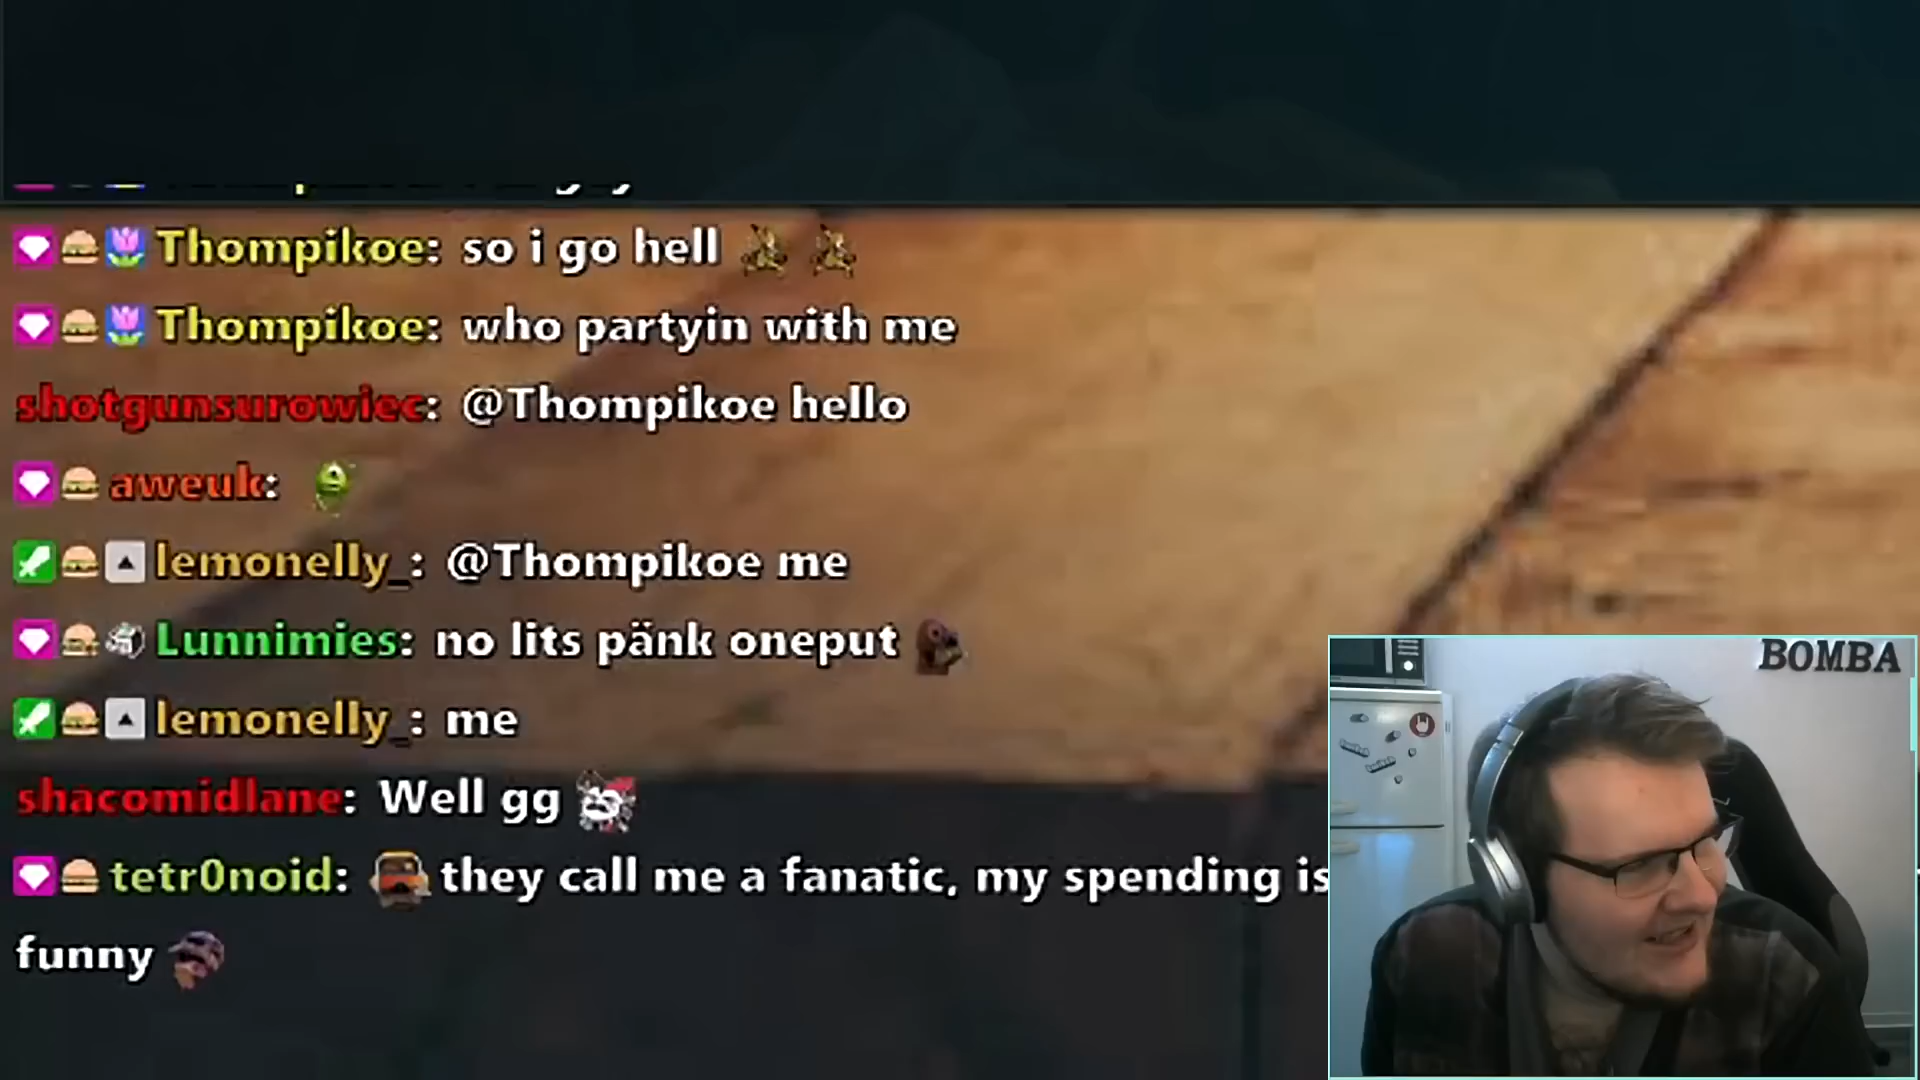 Thompikoe: so i go hell
Thompikoe: who partyin with me
shotgunsurowiec: @Thompikoe hello
aweuk:
lemonelly_: @Thompikoe me
Lunnimies: no lits pänk oneput
lemonelly_: me
shacomidlane: Well gg
tetr0noid: they call me a fanatic, my spending is
funny
BOMBA